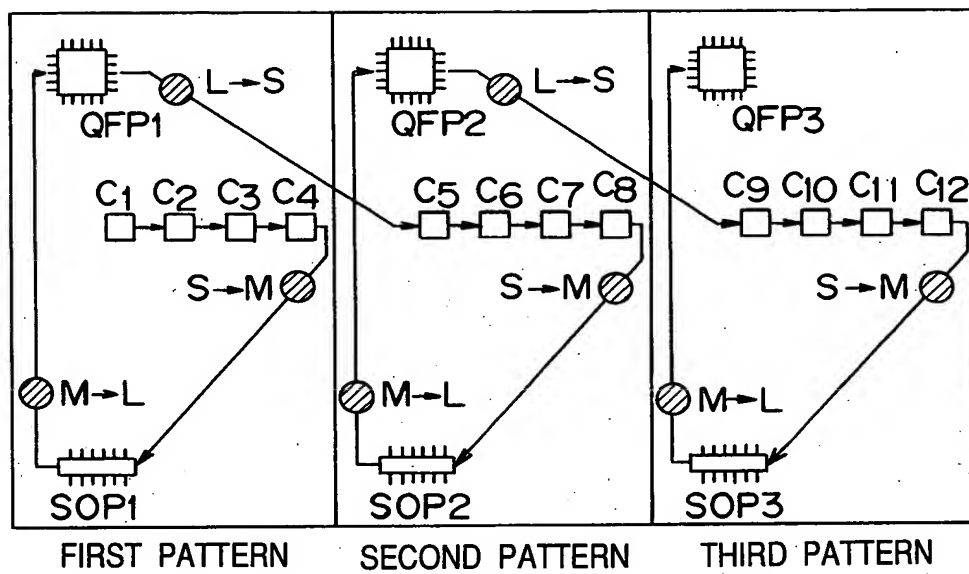 L→S
L→S
QFP1
QFP2
QFP3
C1 C2 C3 C4
C5 C6 C7 C8
C9 C10 C11 C12
S→M
S→M
S→M
M→L
M→L
M→L
SOP1
SOP2
SOP3
FIRST PATTERN
SECOND PATTERN
THIRD PATTERN